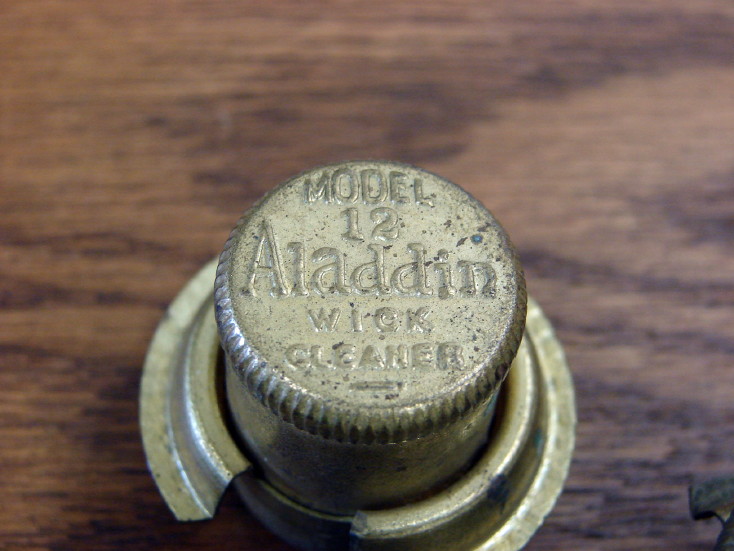 MODEL
12
Aladdin
WICK
CLEANER